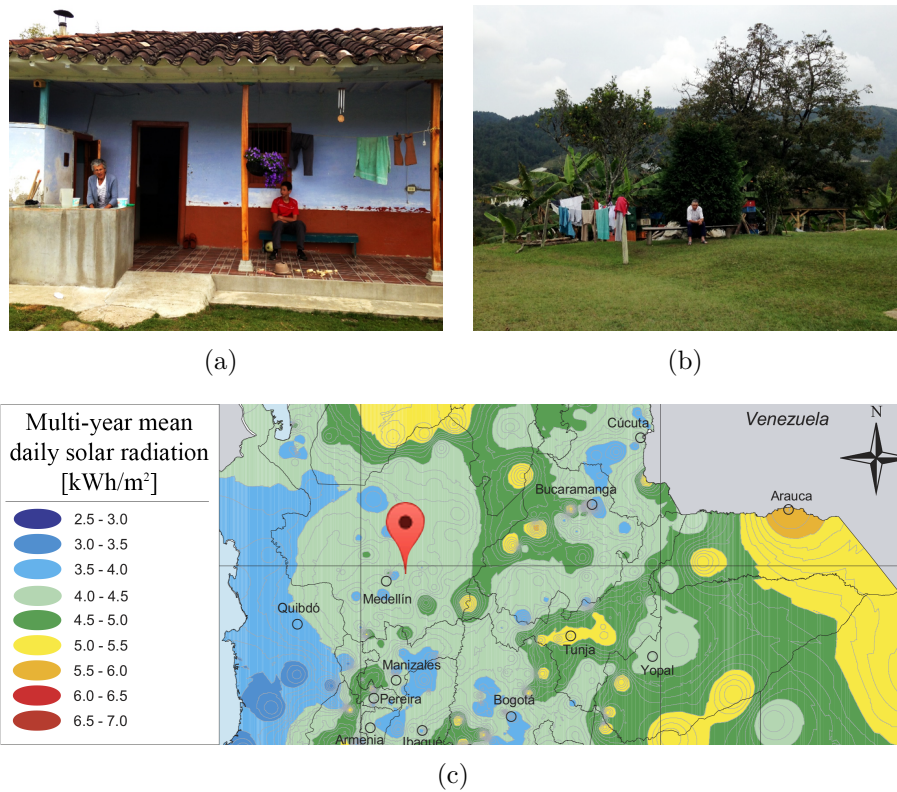 (a)
(b)
Multi-year mean
daily solar radiation
[kWh/m²]
2.5 - 3.0
3.0 - 3.5
3.5 - 4.0
4.0 - 4.5
4.5 - 5.0
5.0 - 5.5
5.5 - 6.0
6.0 - 6.5
6.5 - 7.0
Venezuela
N
Cúcuta
Bucaramanga
Arauca
Medellín
Quibdó
Tunja
Yopal
Manizales
Pereira
Bogotá
Armenia
Ibagué
(c)